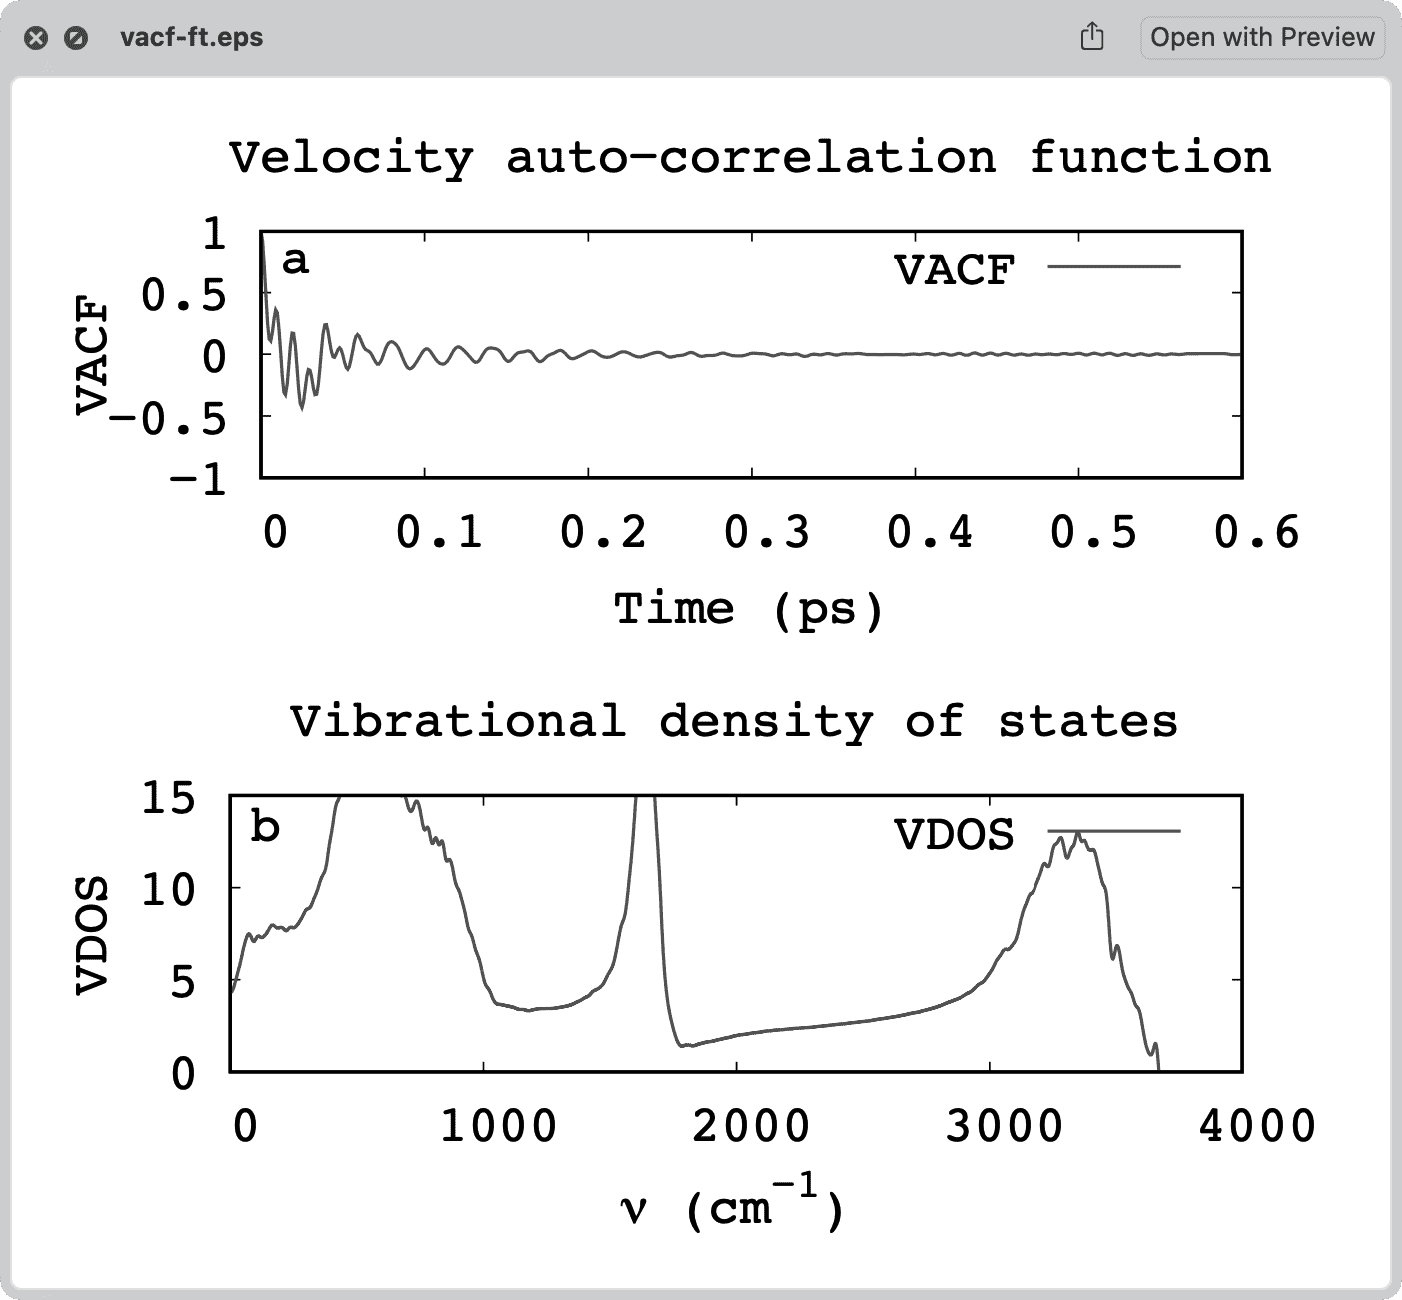 vacf-ft.eps Open with Preview
Velocity auto-correlation function
1
a VACF
0.5
VACF
0
−0.5
−1
0 0.1 0.2 0.3 0.4 0.5 0.6
Time (ps)
Vibrational density of states
15
b VDOS
10
VDOS
5
0
0 1000 2000 3000 4000
ν (cm⁻¹)